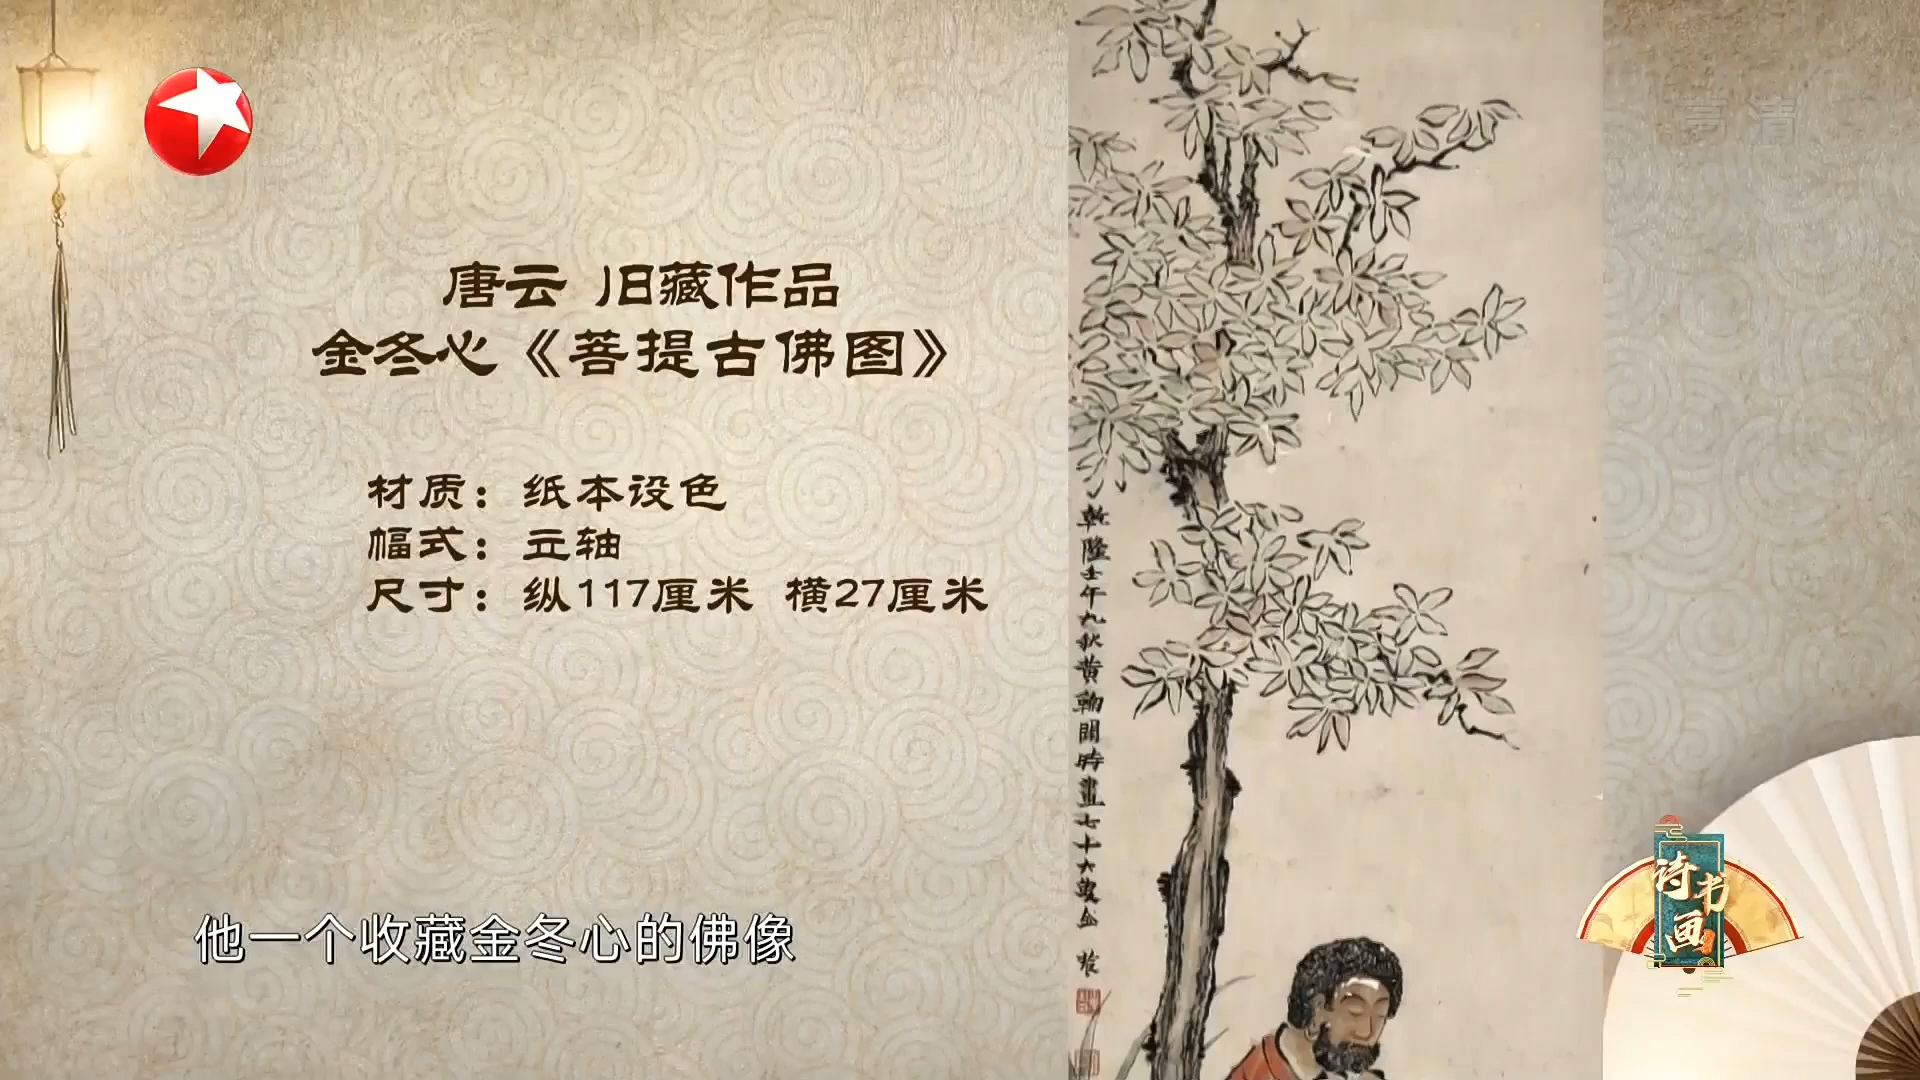 唐云 旧藏作品
金冬心《菩提古佛图》
材质：纸本设色
幅式：立轴
尺寸：纵117厘米 横27厘米
乾隆壬午九秋黄菊開時畫七十六叟金 農
他一个收藏金冬心的佛像
高清
诗书画